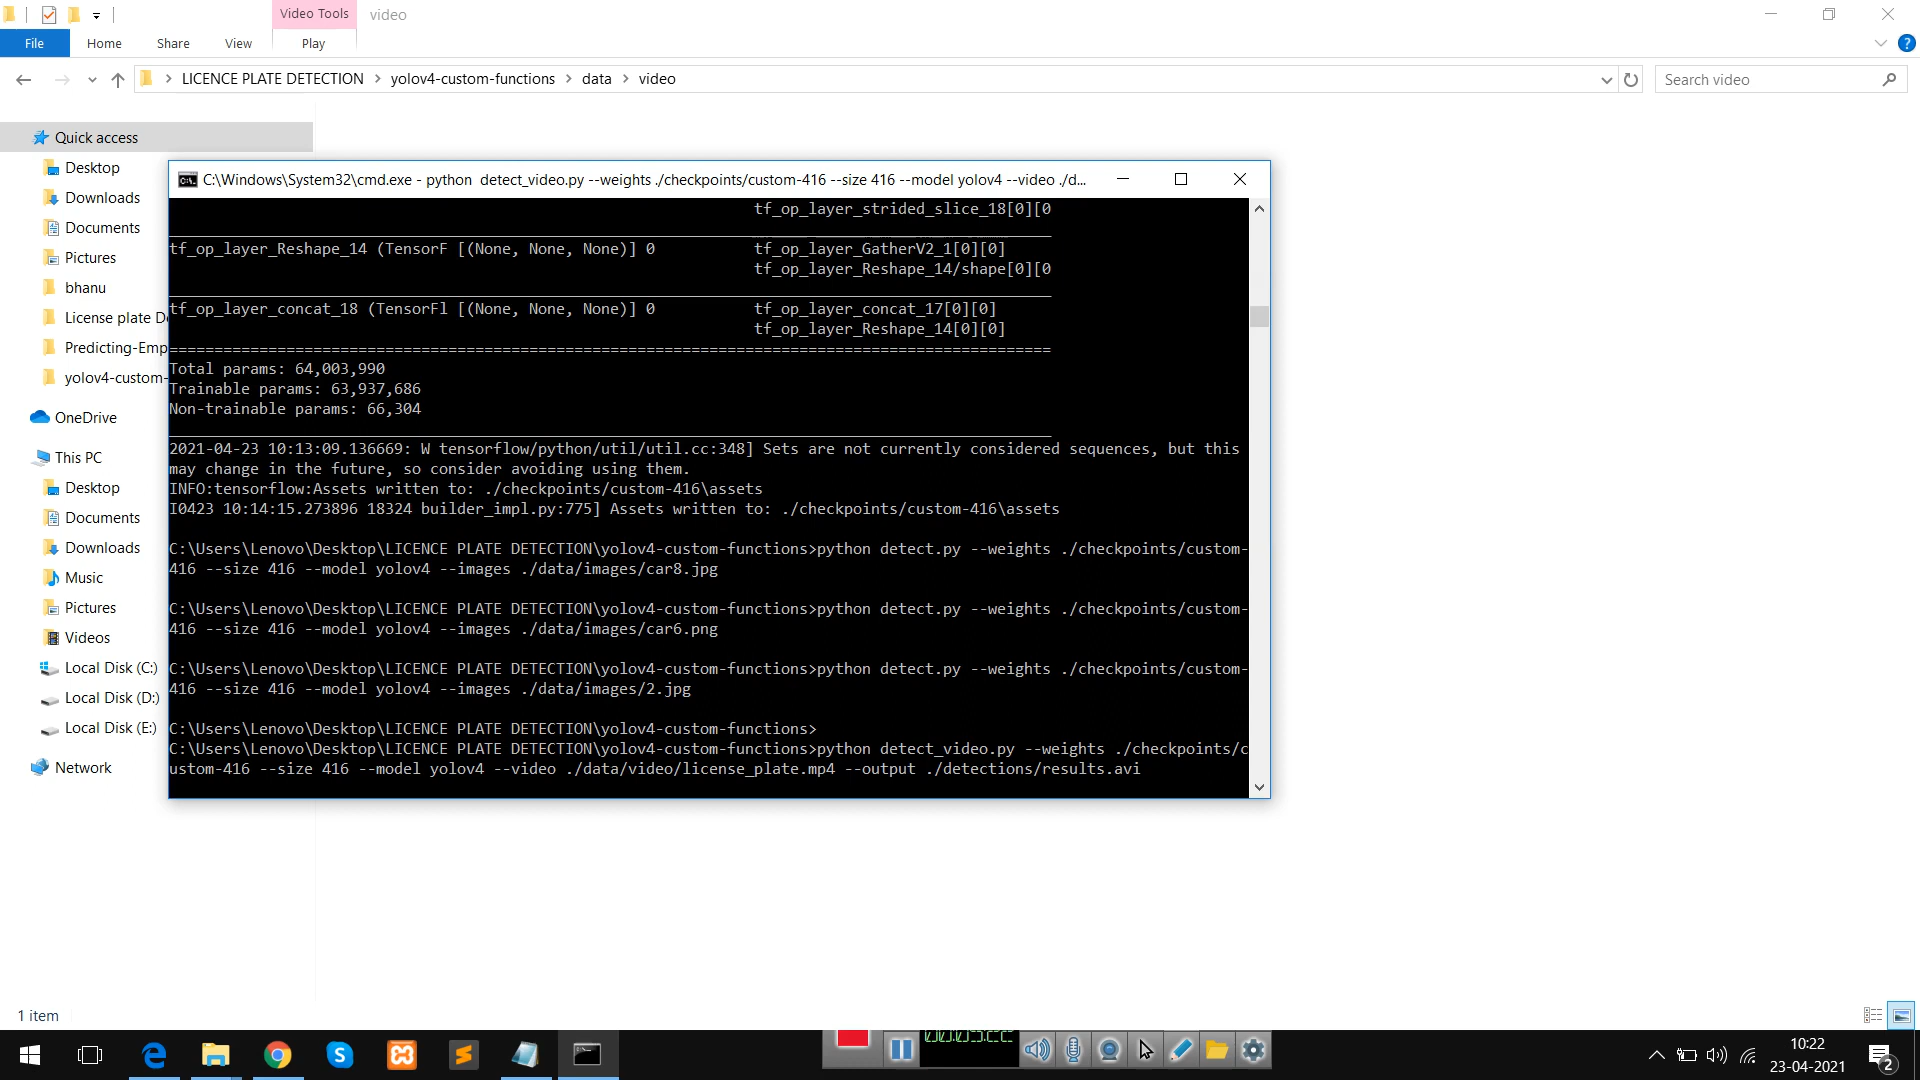 Video Tools
video
File
Home
Share
View
Play
LICENCE PLATE DETECTION
yolov4-custom-functions
data
video
Search video
Quick access
Desktop
Downloads
Documents
Pictures
bhanu
License plate D
Predicting-Emp
yolov4-custom-
OneDrive
This PC
Desktop
Documents
Downloads
Music
Pictures
Videos
Local Disk (C:)
Local Disk (D:)
Local Disk (E:)
Network
C:\Windows\System32\cmd.exe - python  detect_video.py --weights ./checkpoints/custom-416 --size 416 --model yolov4 --video ./d...
tf_op_layer_strided_slice_18[0][0
tf_op_layer_Reshape_14 (TensorF [(None, None, None)] 0           tf_op_layer_GatherV2_1[0][0]
tf_op_layer_Reshape_14/shape[0][0
tf_op_layer_concat_18 (TensorFl [(None, None, None)] 0           tf_op_layer_concat_17[0][0]
tf_op_layer_Reshape_14[0][0]
==================================================================================================
Total params: 64,003,990
Trainable params: 63,937,686
Non-trainable params: 66,304
2021-04-23 10:13:09.136669: W tensorflow/python/util/util.cc:348] Sets are not currently considered sequences, but this
may change in the future, so consider avoiding using them.
INFO:tensorflow:Assets written to: ./checkpoints/custom-416\assets
I0423 10:14:15.273896 18324 builder_impl.py:775] Assets written to: ./checkpoints/custom-416\assets
C:\Users\Lenovo\Desktop\LICENCE PLATE DETECTION\yolov4-custom-functions>python detect.py --weights ./checkpoints/custom-
416 --size 416 --model yolov4 --images ./data/images/car8.jpg
C:\Users\Lenovo\Desktop\LICENCE PLATE DETECTION\yolov4-custom-functions>python detect.py --weights ./checkpoints/custom-
416 --size 416 --model yolov4 --images ./data/images/car6.png
C:\Users\Lenovo\Desktop\LICENCE PLATE DETECTION\yolov4-custom-functions>python detect.py --weights ./checkpoints/custom-
416 --size 416 --model yolov4 --images ./data/images/2.jpg
C:\Users\Lenovo\Desktop\LICENCE PLATE DETECTION\yolov4-custom-functions>
C:\Users\Lenovo\Desktop\LICENCE PLATE DETECTION\yolov4-custom-functions>python detect_video.py --weights ./checkpoints/c
ustom-416 --size 416 --model yolov4 --video ./data/video/license_plate.mp4 --output ./detections/results.avi
1 item
10:22
23-04-2021
2